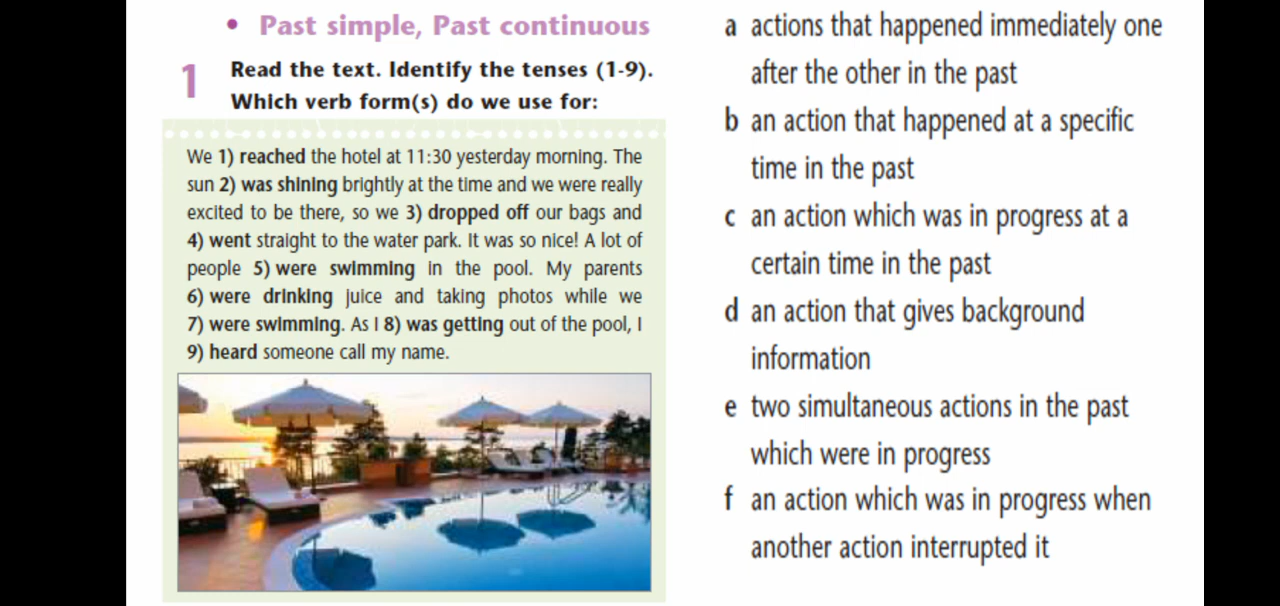 • Past simple, Past continuous
1 Read the text. Identify the tenses (1-9).
Which verb form(s) do we use for:
We 1) reached the hotel at 11:30 yesterday morning. The
sun 2) was shining brightly at the time and we were really
excited to be there, so we 3) dropped off our bags and
4) went straight to the water park. It was so nice! A lot of
people 5) were swimming in the pool. My parents
6) were drinking juice and taking photos while we
7) were swimming. As I 8) was getting out of the pool, I
9) heard someone call my name.
a actions that happened immediately one
after the other in the past
b an action that happened at a specific
time in the past
c an action which was in progress at a
certain time in the past
d an action that gives background
information
e two simultaneous actions in the past
which were in progress
f an action which was in progress when
another action interrupted it